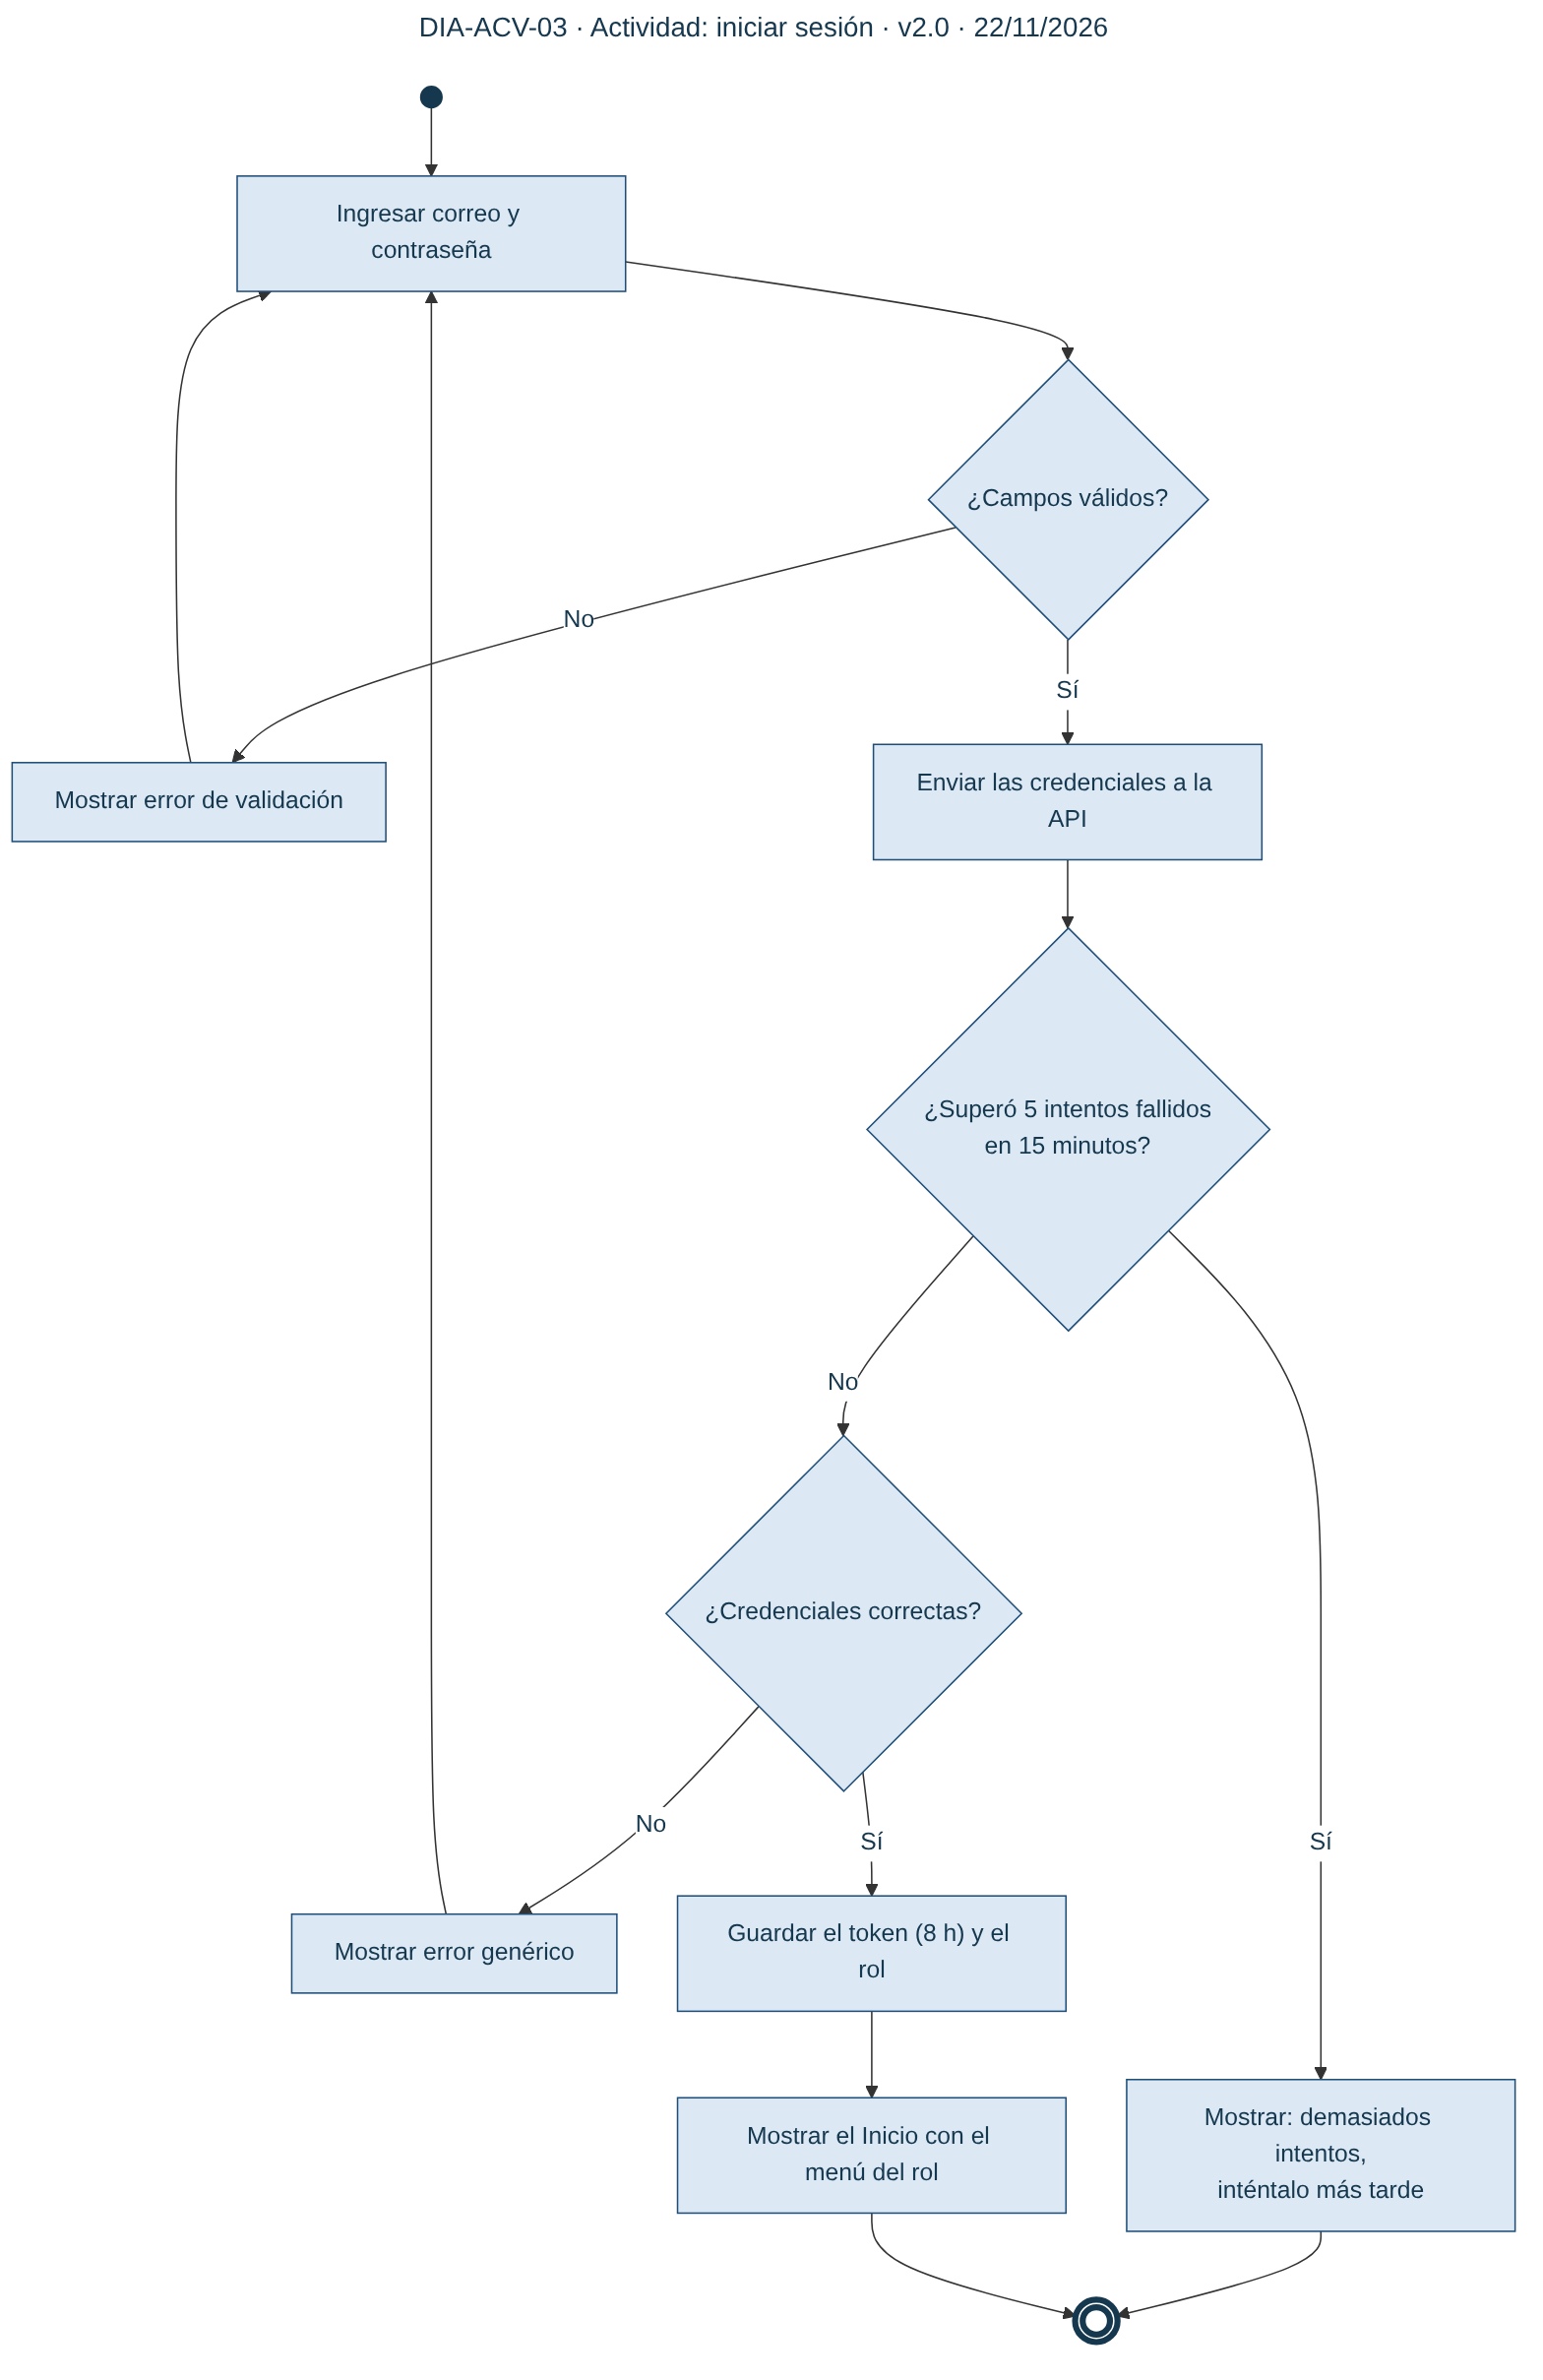 DIA-ACV-03 · Actividad: iniciar sesión · v2.0 · 22/11/2026
Ingresar correo y
contraseña
¿Campos válidos?
No
Sí
Mostrar error de validación
Enviar las credenciales a la
API
¿Superó 5 intentos fallidos
en 15 minutos?
No
¿Credenciales correctas?
No
Sí
Sí
Mostrar error genérico
Guardar el token (8 h) y el
rol
Mostrar el Inicio con el
menú del rol
Mostrar: demasiados
intentos,
inténtalo más tarde